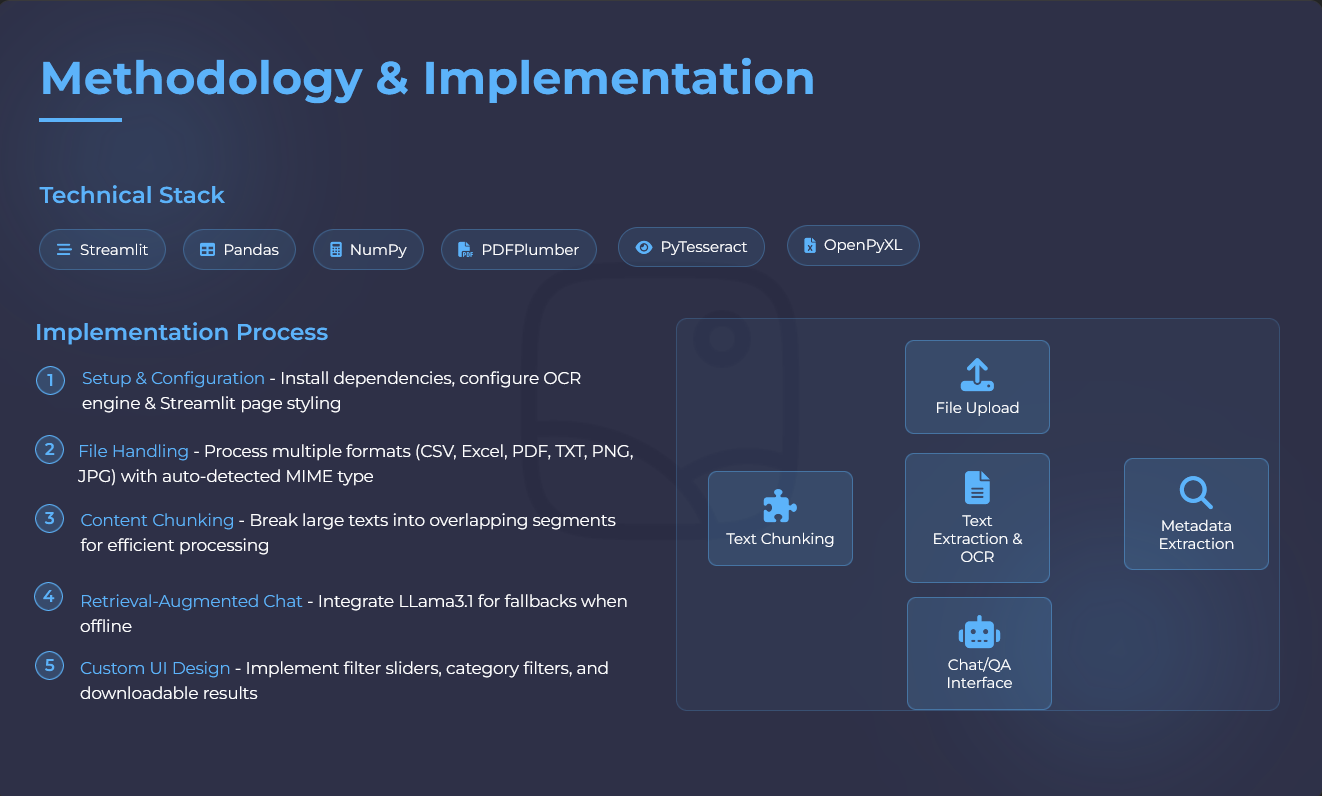 Methodology & Implementation
Technical Stack
Streamlit
Pandas
NumPy
PDFPlumber
PyTesseract
OpenPyXL
Implementation Process
1
Setup & Configuration - Install dependencies, configure OCR
engine & Streamlit page styling
2
File Handling - Process multiple formats (CSV, Excel, PDF, TXT, PNG,
JPG) with auto-detected MIME type
3
Content Chunking - Break large texts into overlapping segments
for efficient processing
4
Retrieval-Augmented Chat - Integrate LLama3.1 for fallbacks when
offline
5
Custom UI Design - Implement filter sliders, category filters, and
downloadable results
File Upload
Text Chunking
Text
Extraction &
OCR
Metadata
Extraction
Chat/QA
Interface